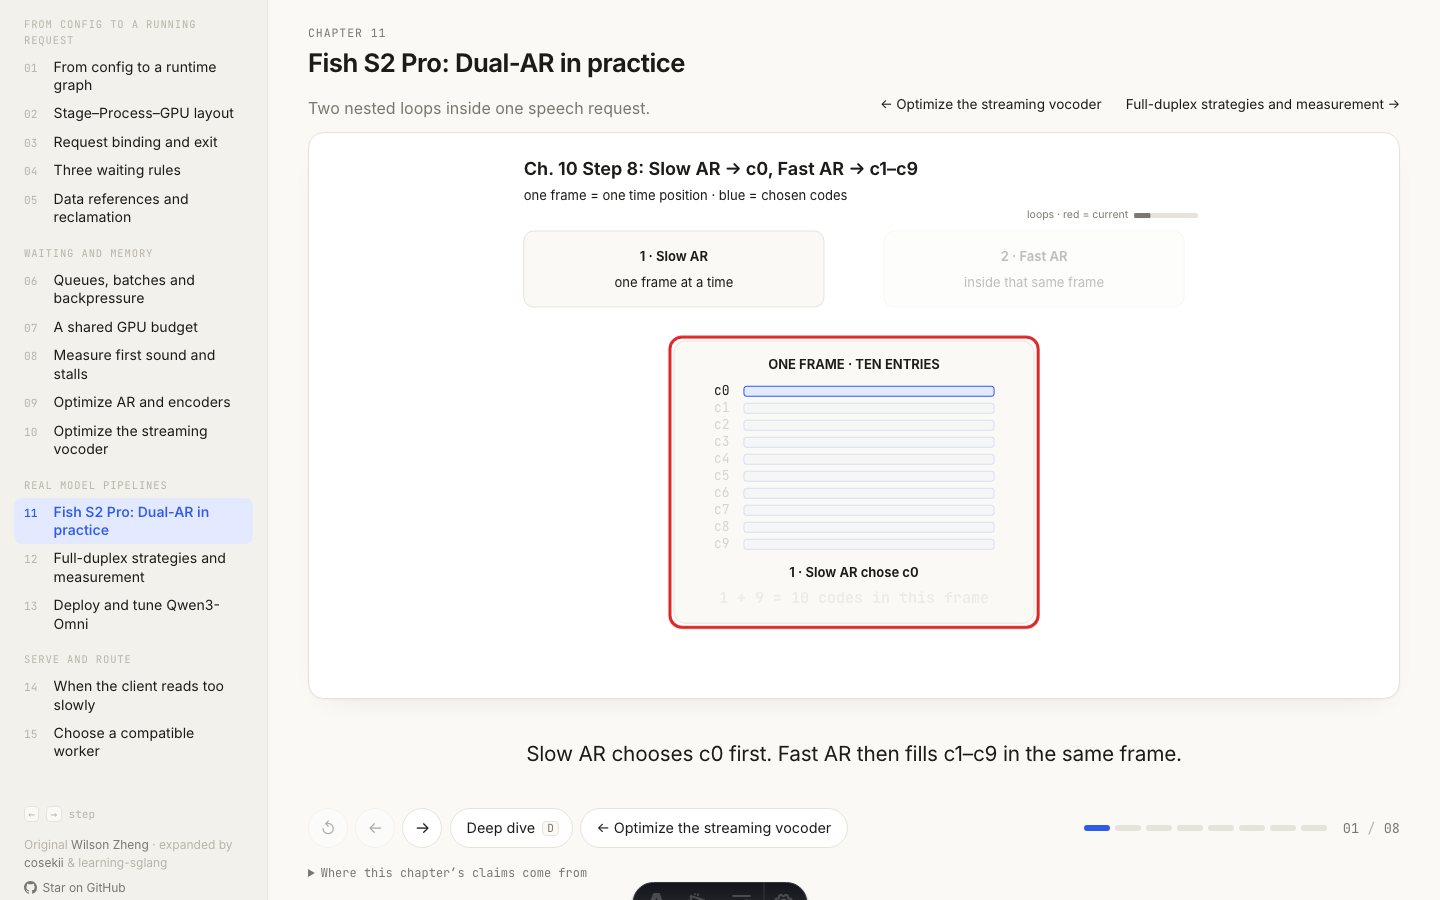 FROM CONFIG TO A RUNNING
REQUEST
01 From config to a runtime
graph
02 Stage–Process–GPU layout
03 Request binding and exit
04 Three waiting rules
05 Data references and
reclamation
WAITING AND MEMORY
06 Queues, batches and
backpressure
07 A shared GPU budget
08 Measure first sound and
stalls
09 Optimize AR and encoders
10 Optimize the streaming
vocoder
REAL MODEL PIPELINES
11 Fish S2 Pro: Dual-AR in
practice
12 Full-duplex strategies and
measurement
13 Deploy and tune Qwen3-
Omni
SERVE AND ROUTE
14 When the client reads too
slowly
15 Choose a compatible
worker
← → step
Original Wilson Zheng · expanded by
cosekii & learning-sglang
Star on GitHub
CHAPTER 11
Fish S2 Pro: Dual-AR in practice
Two nested loops inside one speech request.
← Optimize the streaming vocoder
Full-duplex strategies and measurement →
Ch. 10 Step 8: Slow AR → c0, Fast AR → c1–c9
one frame = one time position · blue = chosen codes
loops · red = current
1 · Slow AR
one frame at a time
2 · Fast AR
inside that same frame
ONE FRAME · TEN ENTRIES
c0
c1
c2
c3
c4
c5
c6
c7
c8
c9
1 · Slow AR chose c0
1 + 9 = 10 codes in this frame
Slow AR chooses c0 first. Fast AR then fills c1–c9 in the same frame.
← → Deep dive D ← Optimize the streaming vocoder
01 / 08
▶ Where this chapter’s claims come from